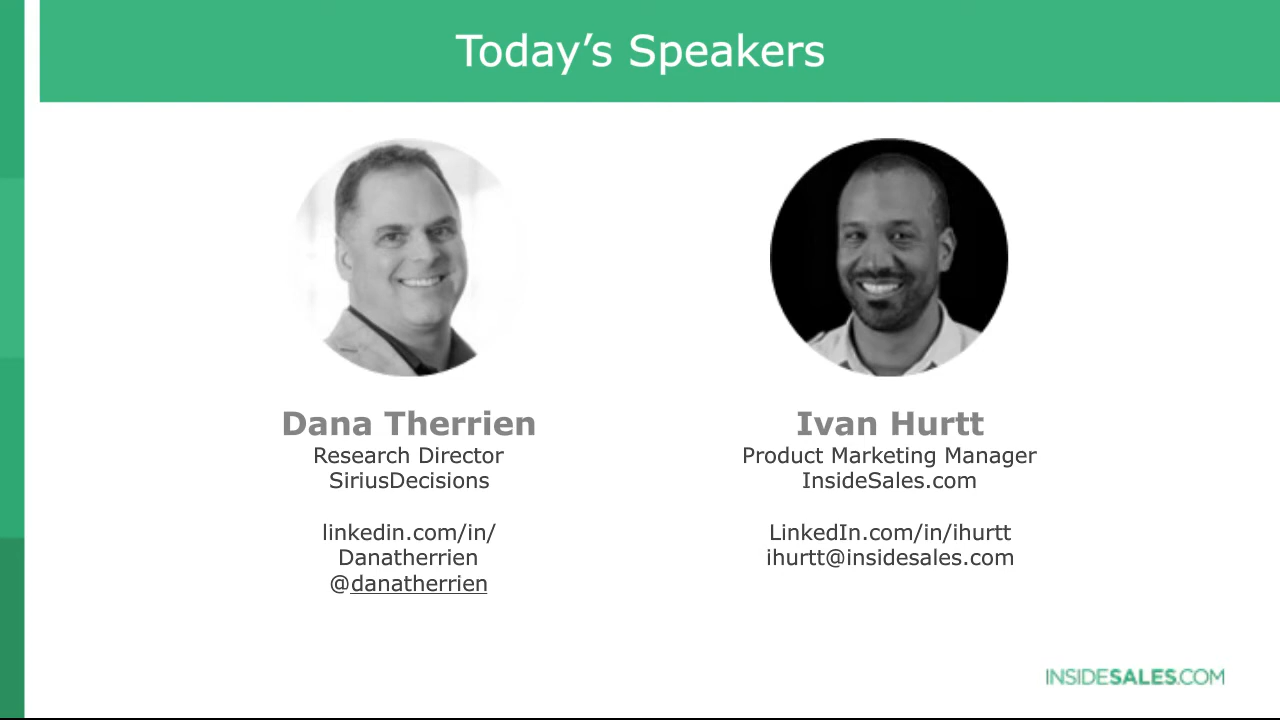 Today’s Speakers
Dana Therrien
Research Director
SiriusDecisions
linkedin.com/in/
Danatherrien
@danatherrien
Ivan Hurtt
Product Marketing Manager
InsideSales.com
LinkedIn.com/in/ihurtt
ihurtt@insidesales.com
INSIDESALES.COM